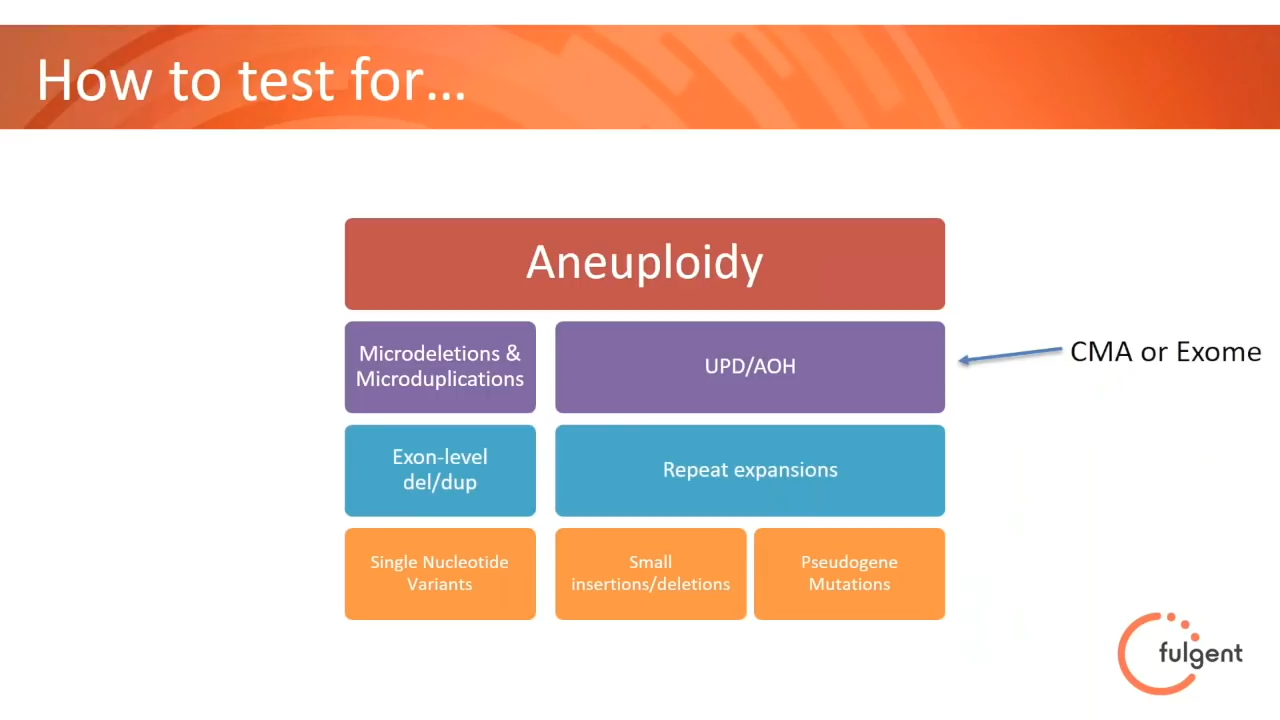 How to test for...
Aneuploidy
Microdeletions &
Microduplications
UPD/AOH
CMA or Exome
Exon-level
del/dup
Repeat expansions
Single Nucleotide
Variants
Small
insertions/deletions
Pseudogene
Mutations
fulgent